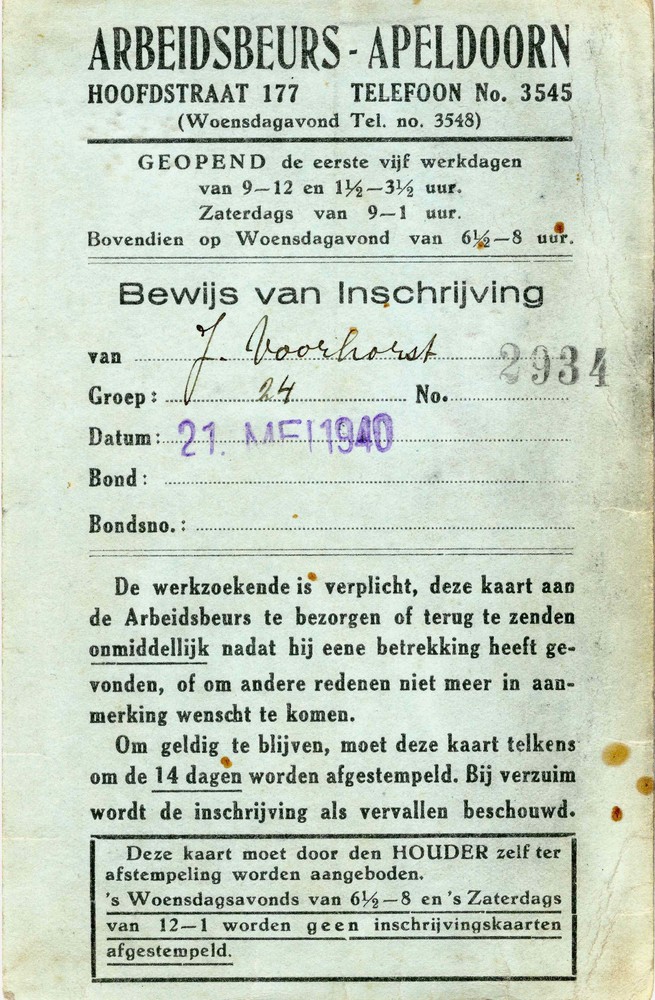 ARBEIDSBEURS - APELDOORN
HOOFDSTRAAT 177 TELEFOON No. 3545
(Woensdagavond Tel. no. 3548)
GEOPEND de eerste vijf werkdagen
van 9—12 en 1½—3½ uur.
Zaterdags van 9—1 uur.
Bovendien op Woensdagavond van 6½—8 uur.
Bewijs van Inschrijving
van J. Voorhorst
Groep: 24 No. 2934
Datum: 21. MEI 1940
Bond:
Bondsno.:
De werkzoekende is verplicht, deze kaart aan
de Arbeidsbeurs te bezorgen of terug te zenden
onmiddellijk nadat hij eene betrekking heeft ge-
vonden, of om andere redenen niet meer in aan-
merking wenscht te komen.
Om geldig te blijven, moet deze kaart telkens
om de 14 dagen worden afgestempeld. Bij verzuim
wordt de inschrijving als vervallen beschouwd.
Deze kaart moet door den HOUDER zelf ter
afstempeling worden aangeboden.
's Woensdagsavonds van 6½—8 en 's Zaterdags
van 12—1 worden geen inschrijvingskaarten
afgestempeld.